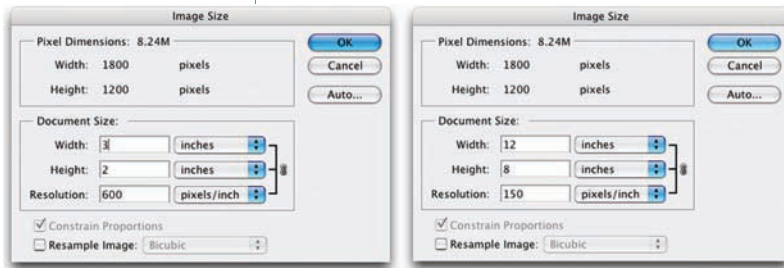 Image Size
Pixel Dimensions: 8.24M
Width: 1800 pixels
Height: 1200 pixels
Document Size:
Width: 3 inches
Height: 2 inches
Resolution: 600 pixels/inch
Constrain Proportions
Resample Image: Bicubic
OK
Cancel
Auto...
Image Size
Pixel Dimensions: 8.24M
Width: 1800 pixels
Height: 1200 pixels
Document Size:
Width: 12 inches
Height: 8 inches
Resolution: 150 pixels/inch
Constrain Proportions
Resample Image: Bicubic
OK
Cancel
Auto...